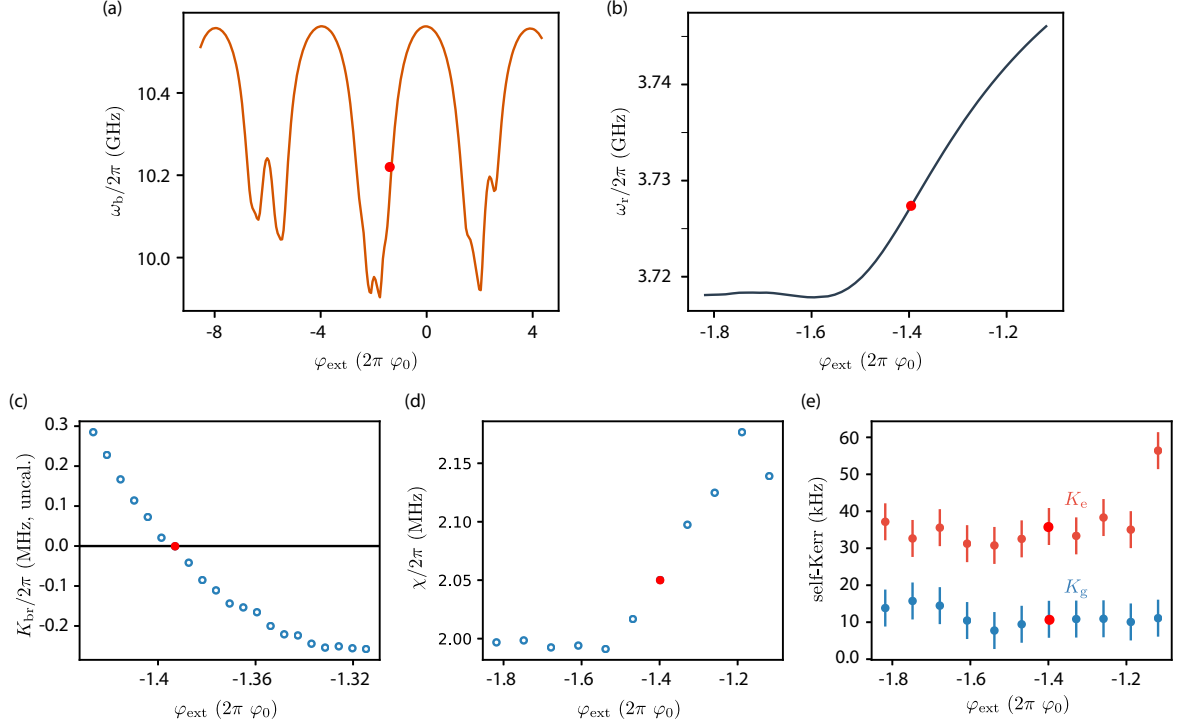 (a)
10.4
10.2
10.0
ω_b/2π (GHz)
-8
-4
0
4
φ_ext (2π φ_0)
(b)
3.74
3.73
3.72
ω_r/2π (GHz)
-1.8
-1.6
-1.4
-1.2
φ_ext (2π φ_0)
(c)
0.3
0.2
0.1
0.0
-0.1
-0.2
K_br/2π (MHz, uncal.)
-1.4
-1.36
-1.32
φ_ext (2π φ_0)
(d)
2.15
2.10
2.05
2.00
χ/2π (MHz)
-1.8
-1.6
-1.4
-1.2
φ_ext (2π φ_0)
(e)
60
50
40
30
20
10
0.0
self-Kerr (kHz)
K_e
K_g
-1.8
-1.6
-1.4
-1.2
φ_ext (2π φ_0)